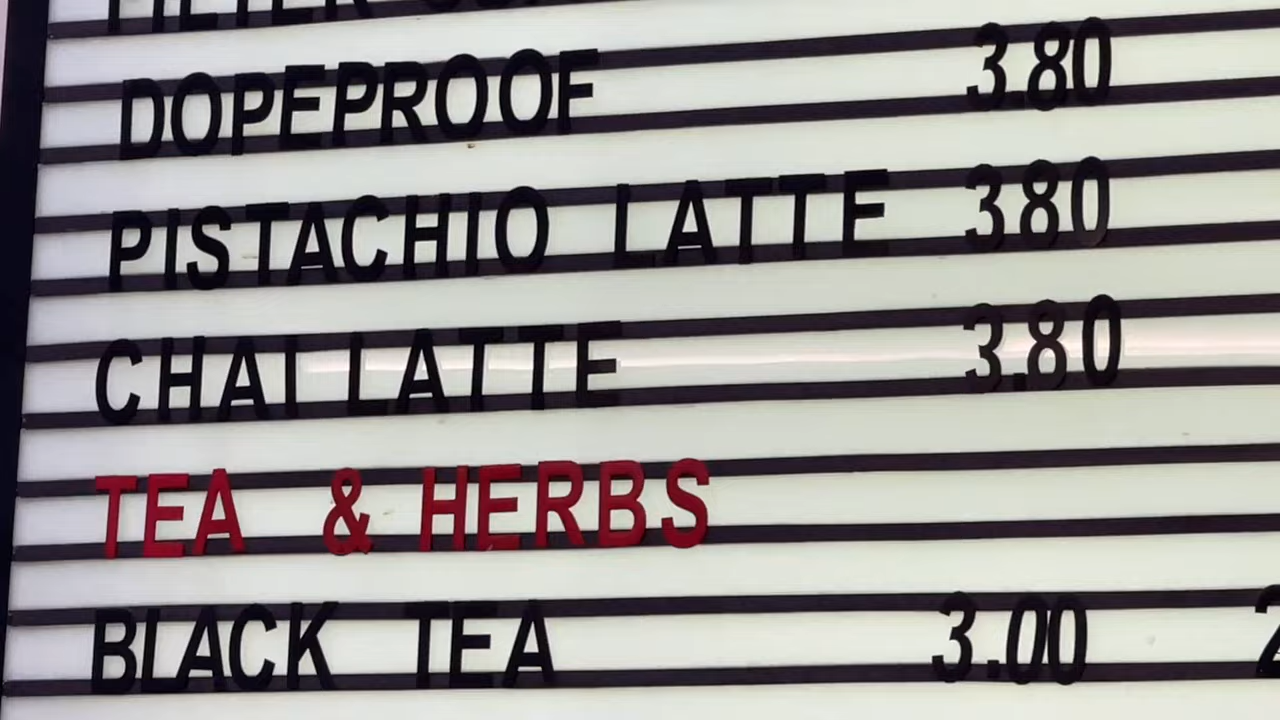 DOPEPROOF 3.80
PISTACHIO LATTE 3.80
CHAI LATTE 3.80
TEA & HERBS
BLACK TEA 3.00